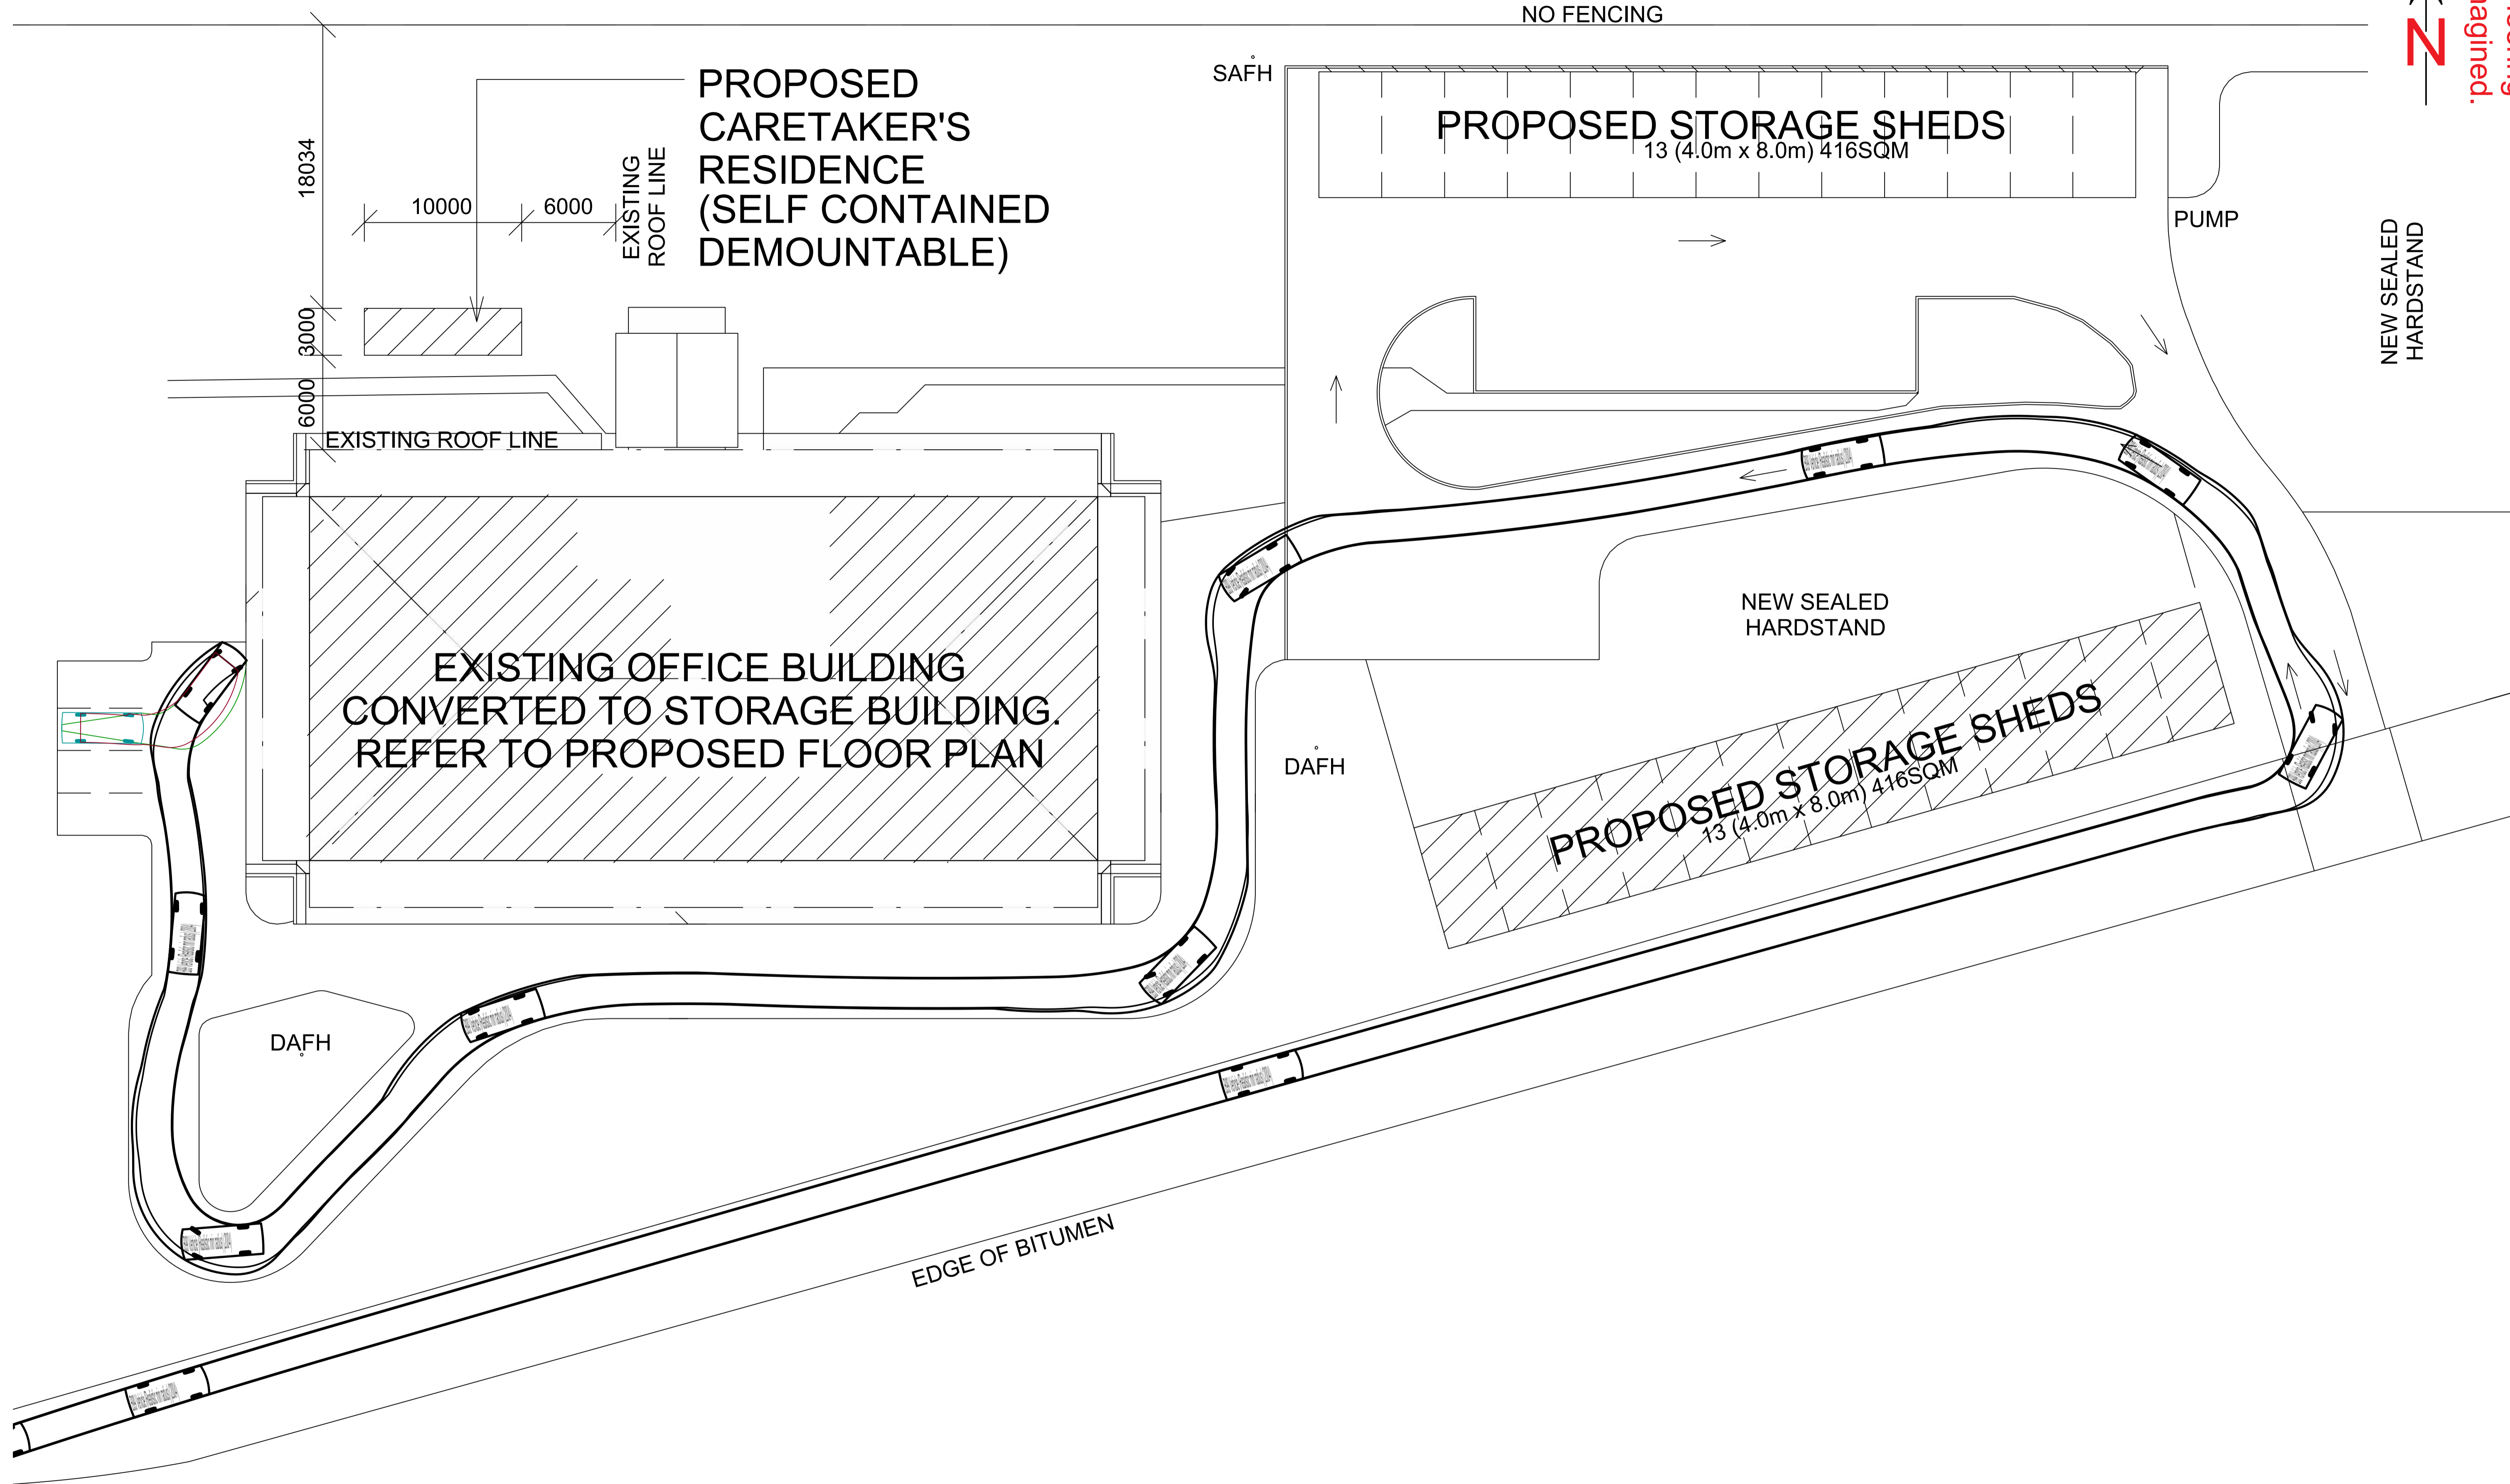 NO FENCING
N
agined.
SAFH
PROPOSED
CARETAKER'S
RESIDENCE
(SELF CONTAINED
DEMOUNTABLE)
PROPOSED STORAGE SHEDS
13 (4.0m x 8.0m) 416SQM
18034
10000
6000
EXISTING
ROOF LINE
PUMP
NEW SEALED
HARDSTAND
3000
6000
EXISTING ROOF LINE
NEW SEALED
HARDSTAND
EXISTING OFFICE BUILDING
CONVERTED TO STORAGE BUILDING.
REFER TO PROPOSED FLOOR PLAN
DAFH
PROPOSED STORAGE SHEDS
13 (4.0m x 8.0m) 416SQM
DAFH
EDGE OF BITUMEN